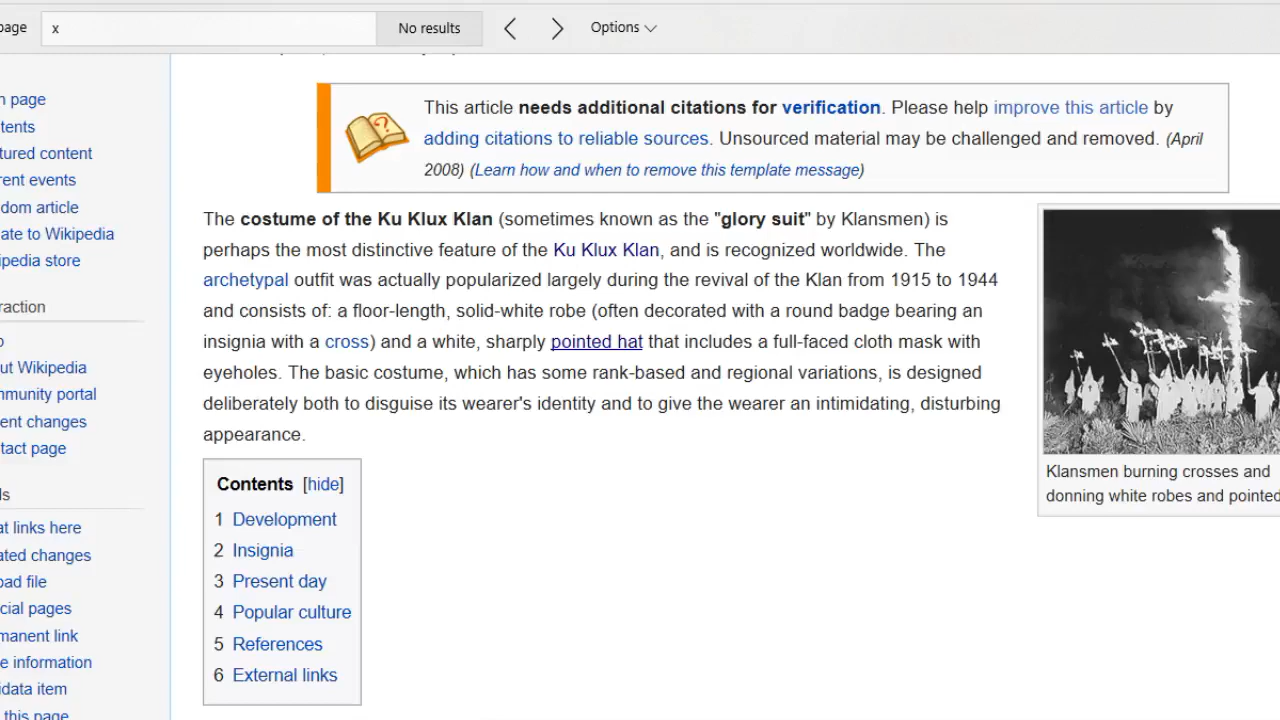 page x No results Options
This article needs additional citations for verification. Please help improve this article by
adding citations to reliable sources. Unsourced material may be challenged and removed. (April
2008) (Learn how and when to remove this template message)
n page
tents
tured content
rent events
dom article
ate to Wikipedia
ipedia store
raction
o
ut Wikipedia
mmunity portal
ent changes
tact page
ls
at links here
ated changes
oad file
cial pages
manent link
e information
idata item
this page
The costume of the Ku Klux Klan (sometimes known as the "glory suit" by Klansmen) is
perhaps the most distinctive feature of the Ku Klux Klan, and is recognized worldwide. The
archetypal outfit was actually popularized largely during the revival of the Klan from 1915 to 1944
and consists of: a floor-length, solid-white robe (often decorated with a round badge bearing an
insignia with a cross) and a white, sharply pointed hat that includes a full-faced cloth mask with
eyeholes. The basic costume, which has some rank-based and regional variations, is designed
deliberately both to disguise its wearer's identity and to give the wearer an intimidating, disturbing
appearance.
Contents [hide]
1 Development
2 Insignia
3 Present day
4 Popular culture
5 References
6 External links
Klansmen burning crosses and
donning white robes and pointed